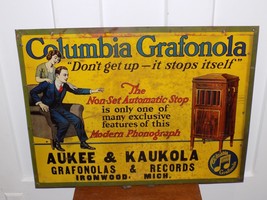 Columbia Grafonola
"Don't get up—it stops itself"
The
Non-Set Automatic Stop
is only one of
many exclusive
features of this
Modern Phonograph
AUKEE & KAUKOLA
GRAFONOLAS & RECORDS
IRONWOOD, MICH.